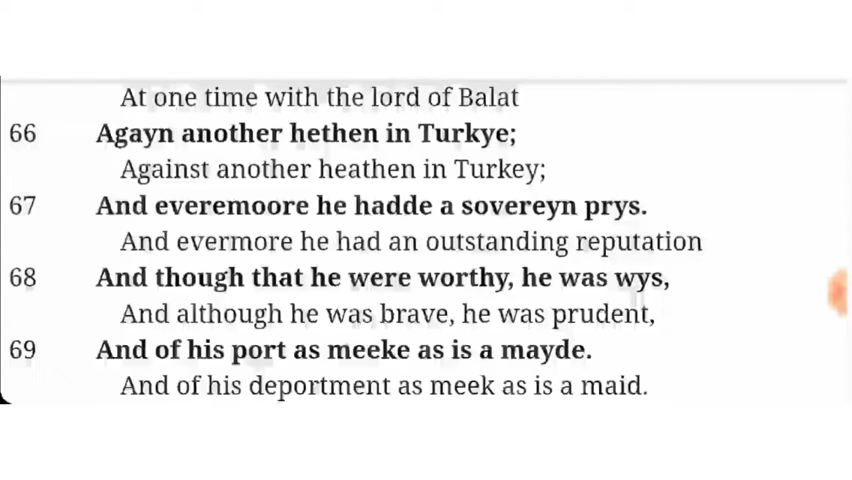 At one time with the lord of Balat
66 Agayn another hethen in Turkye;
Against another heathen in Turkey;
67 And everemoore he hadde a sovereyn prys.
And evermore he had an outstanding reputation
68 And though that he were worthy, he was wys,
And although he was brave, he was prudent,
69 And of his port as meeke as is a mayde.
And of his deportment as meek as is a maid.